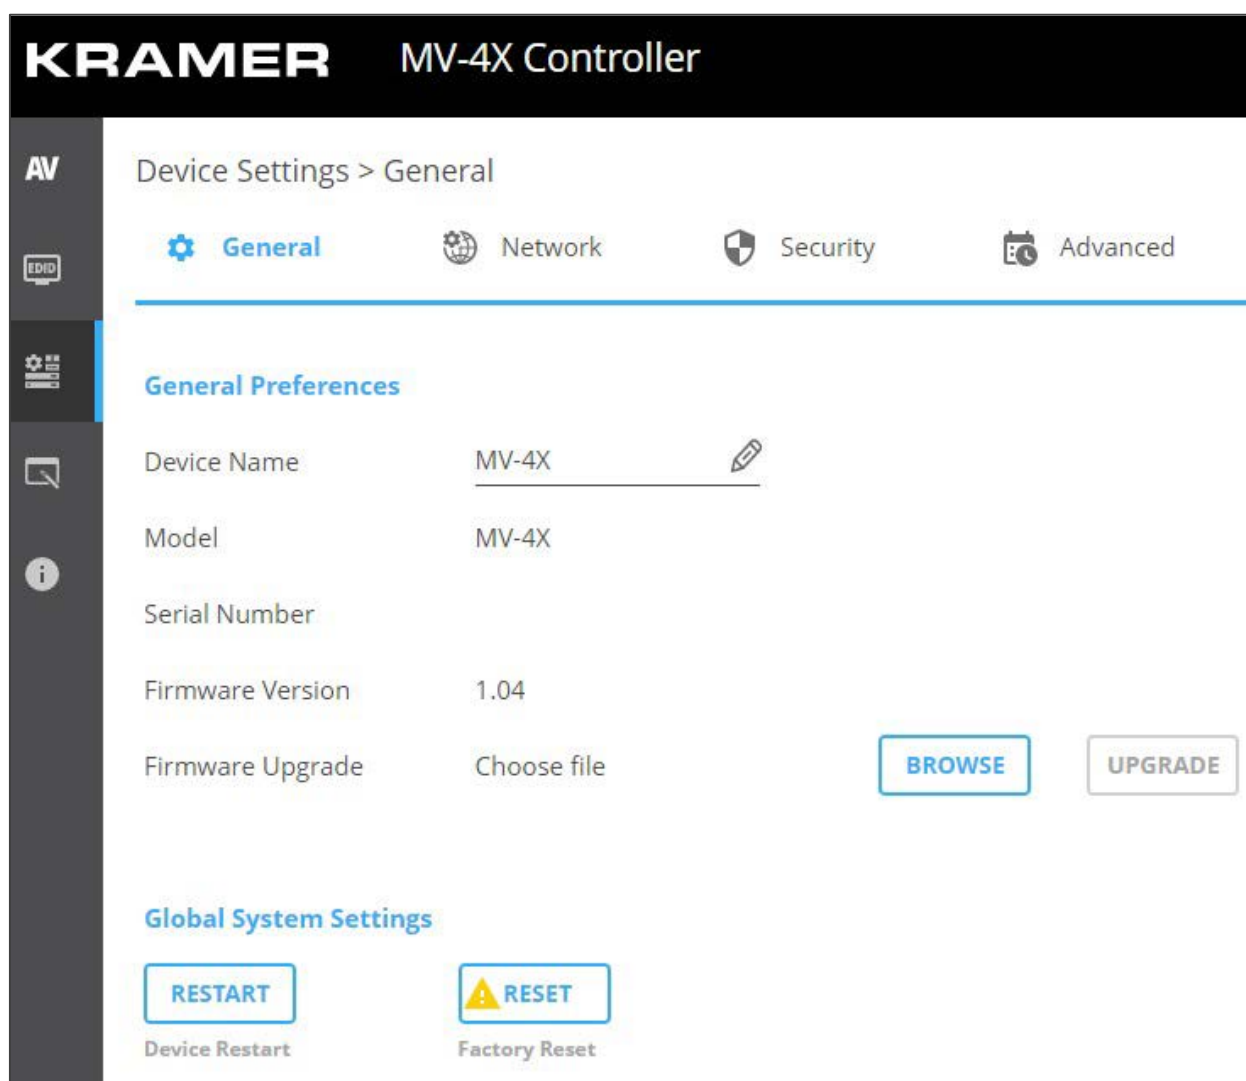 KRAMER MV-4X Controller
AV
Device Settings > General
General Network Security Advanced
EDID
General Preferences
Device Name MV-4X
Model MV-4X
Serial Number
Firmware Version 1.04
Firmware Upgrade Choose file BROWSE UPGRADE
Global System Settings
RESTART RESET
Device Restart Factory Reset